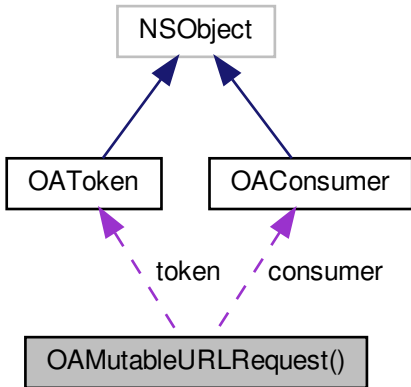 NSObject
OAToken
OAConsumer
token
consumer
OAMutableURLRequest()